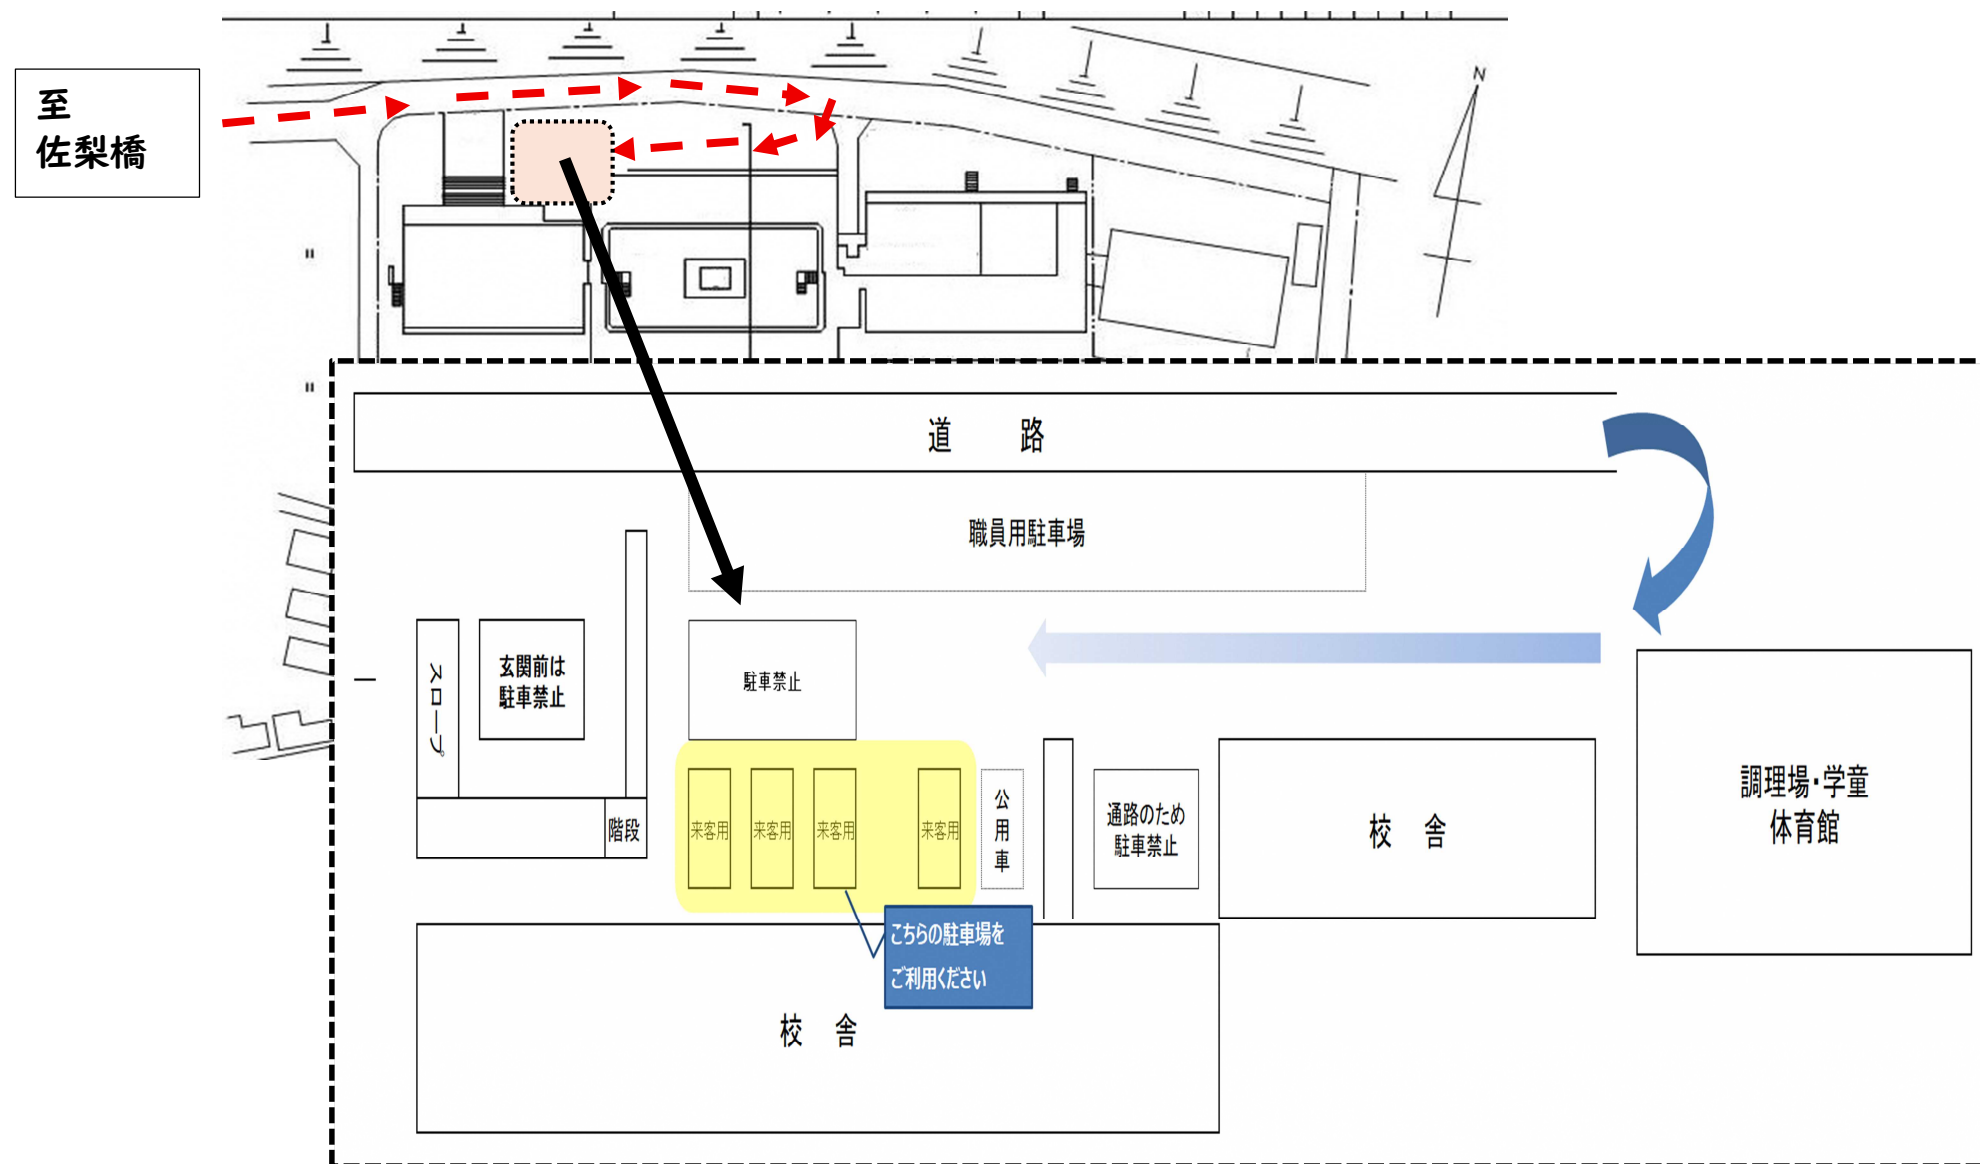 至
佐梨橋
N
道　路
職員用駐車場
スロープ
玄関前は
駐車禁止
駐車禁止
階段
来客用
来客用
来客用
来客用
公用車
通路のため
駐車禁止
校　舎
調理場・学童
体育館
こちらの駐車場を
ご利用ください
校　舎